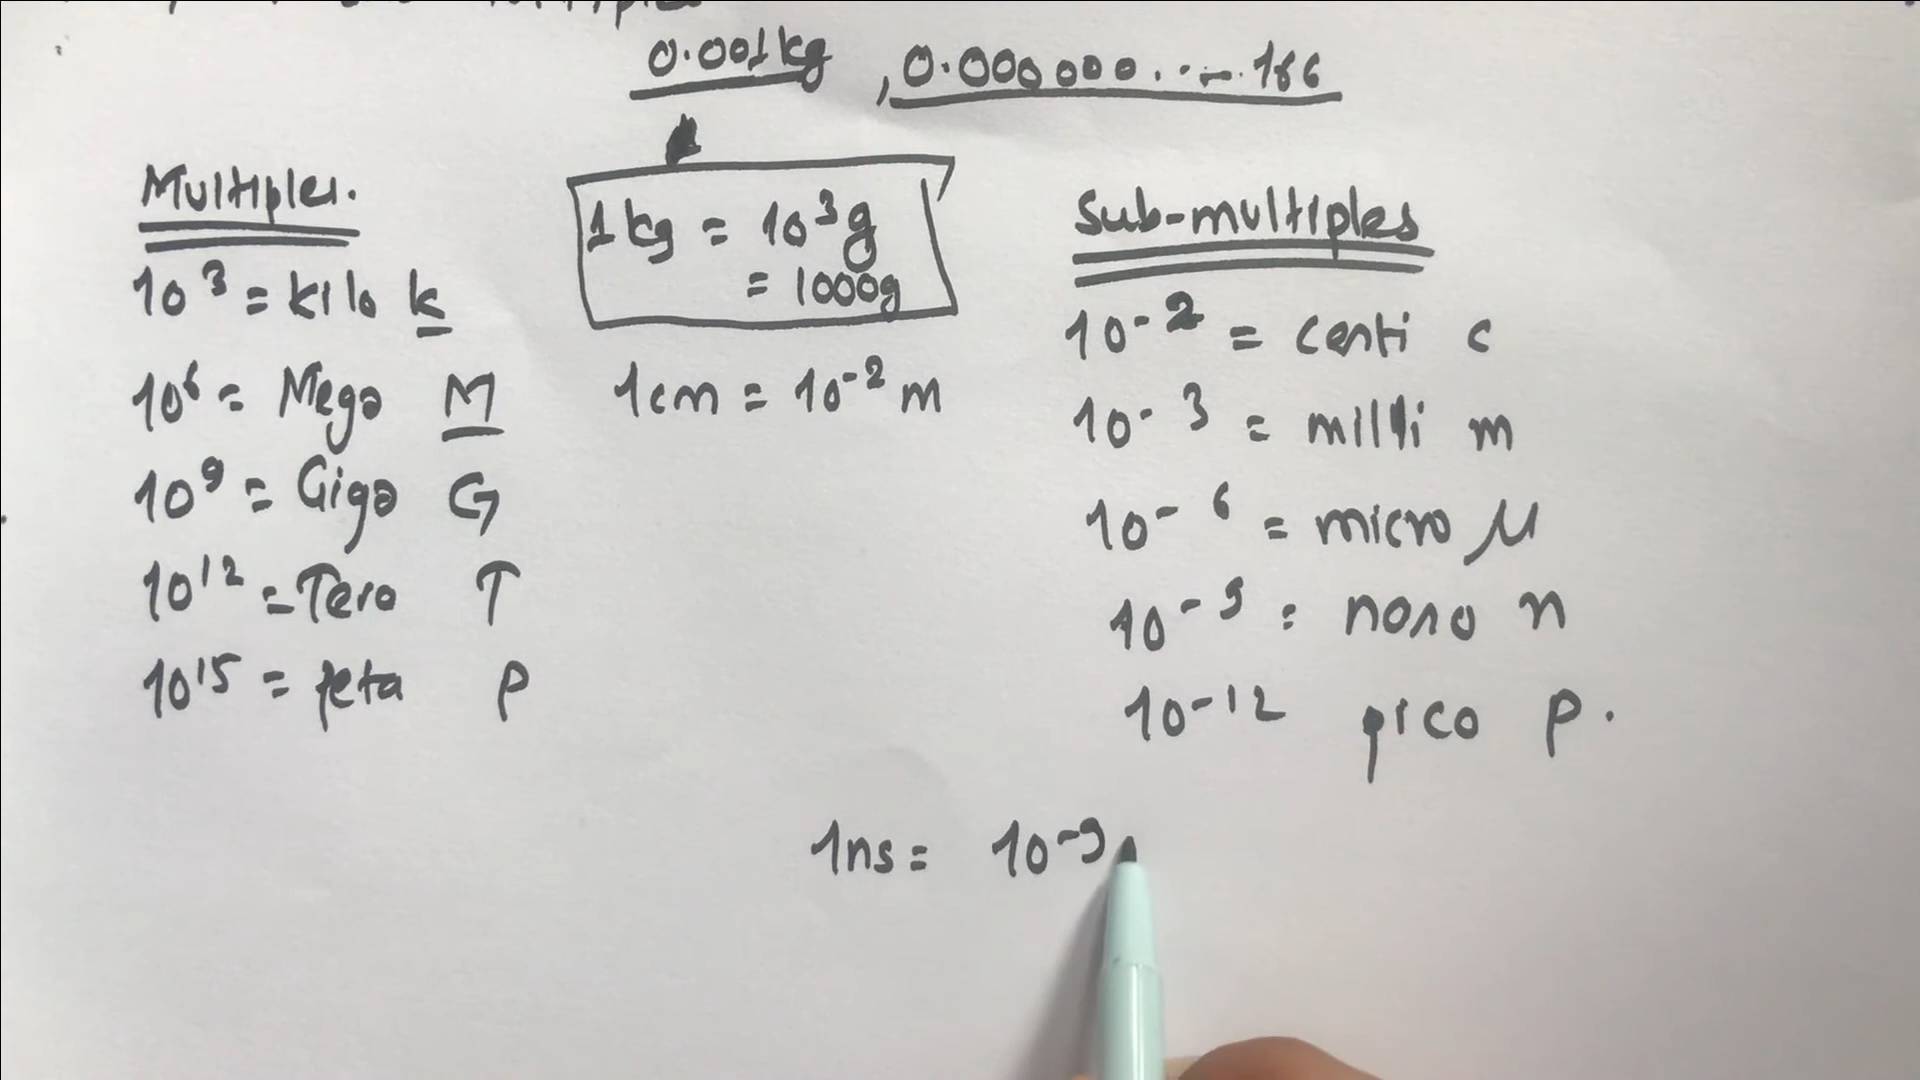 0.001kg , 0.000000..-.166
Multiples.
10³ = kilo k
10⁶ = Mega M
10⁹ = Giga G
10¹² = Tera T
10¹⁵ = peta P
1kg = 10³g
= 1000g
1cm = 10⁻² m
Sub-multiples
10⁻² = centi c
10⁻³ = milli m
10⁻⁶ = micro μ
10⁻⁹ = nano n
10⁻¹² pico p.
1ns = 10⁻⁹